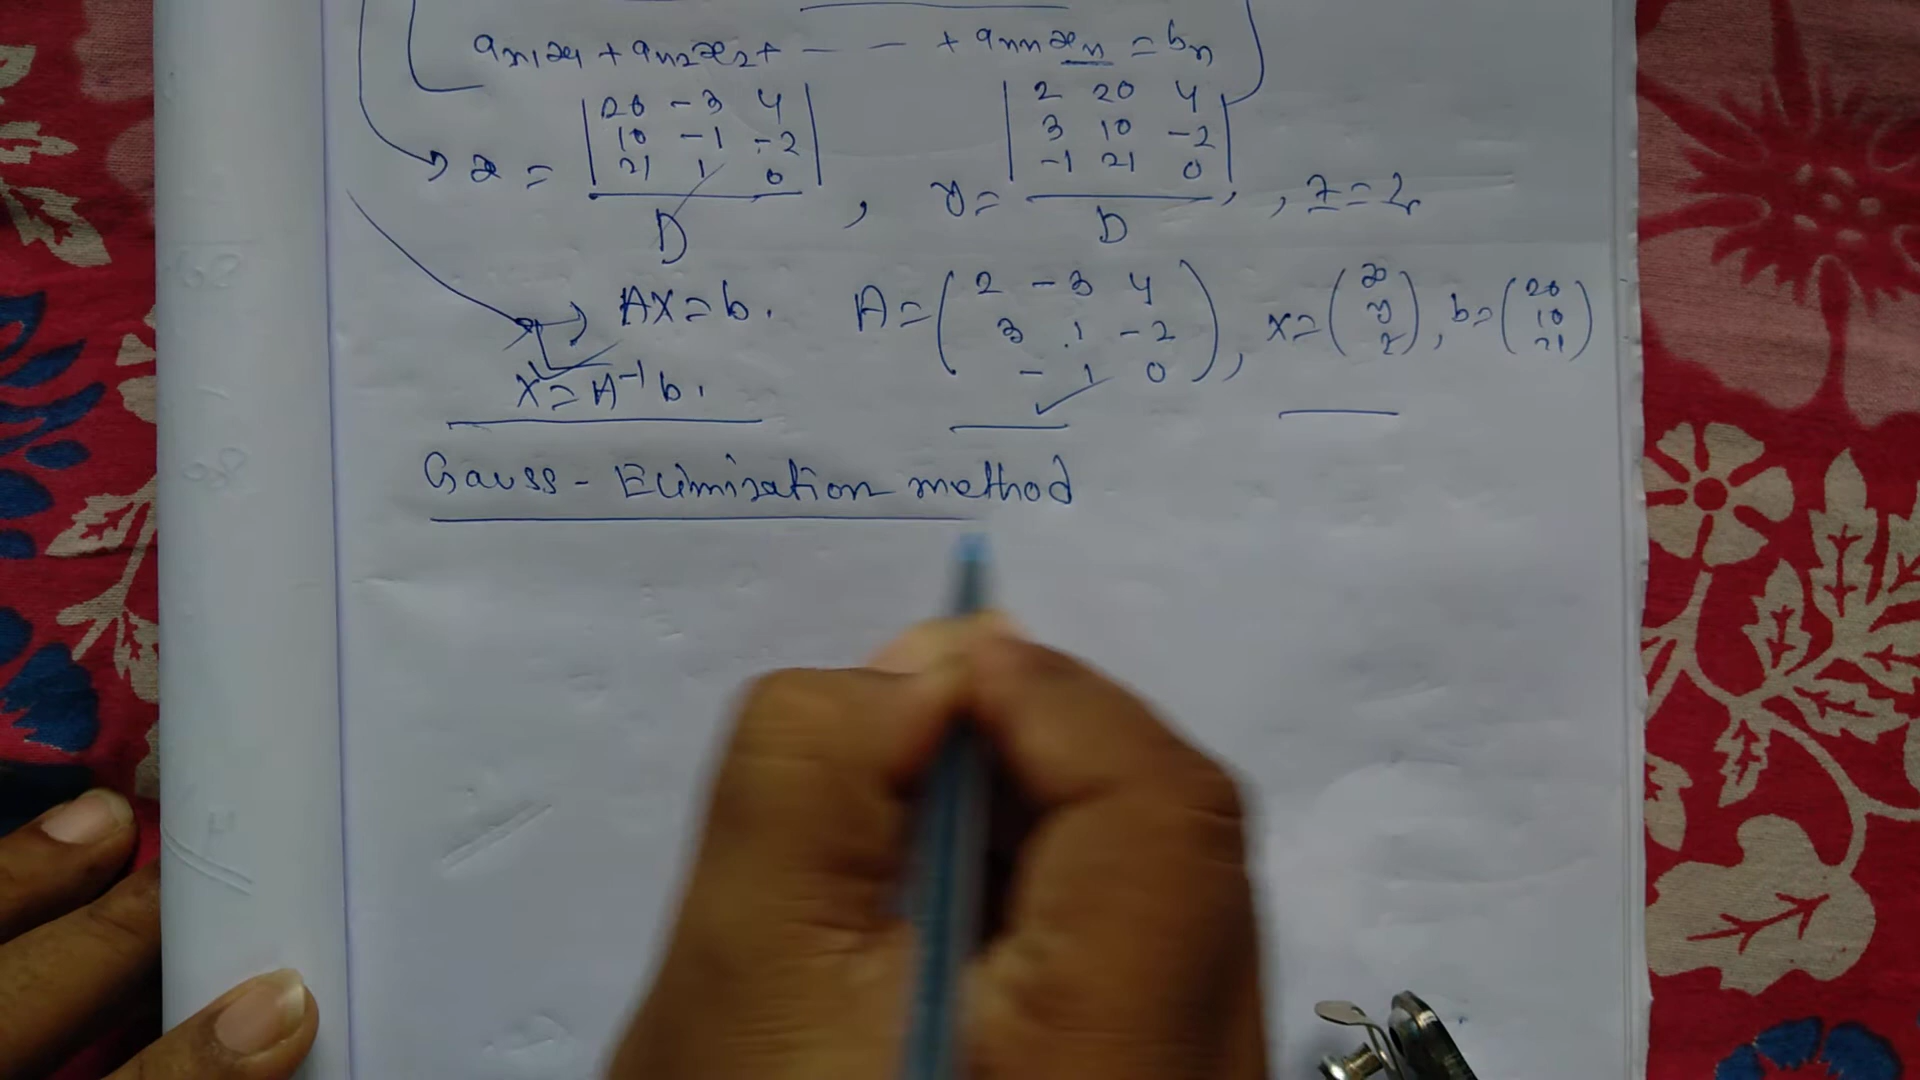 an1x1 + an2x2 + — — + annxn = bn
x = |20 -3 4; 10 -1 -2; 21 1 0| / D , y = |2 20 4; 3 10 -2; -1 21 0| / D , , z = 2
AX = b. A = (2 -3 4; 3 1 -2; - 1 0), x = (x; y; z), b = (20; 10; 21)
X = A⁻¹ b.
Gauss - Elimination method